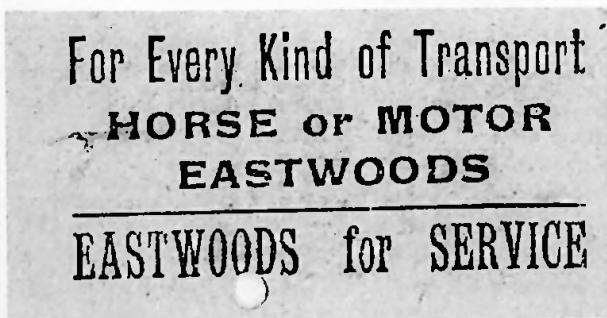 For Every Kind of Transport
HORSE or MOTOR
EASTWOODS
EASTWOODS for SERVICE